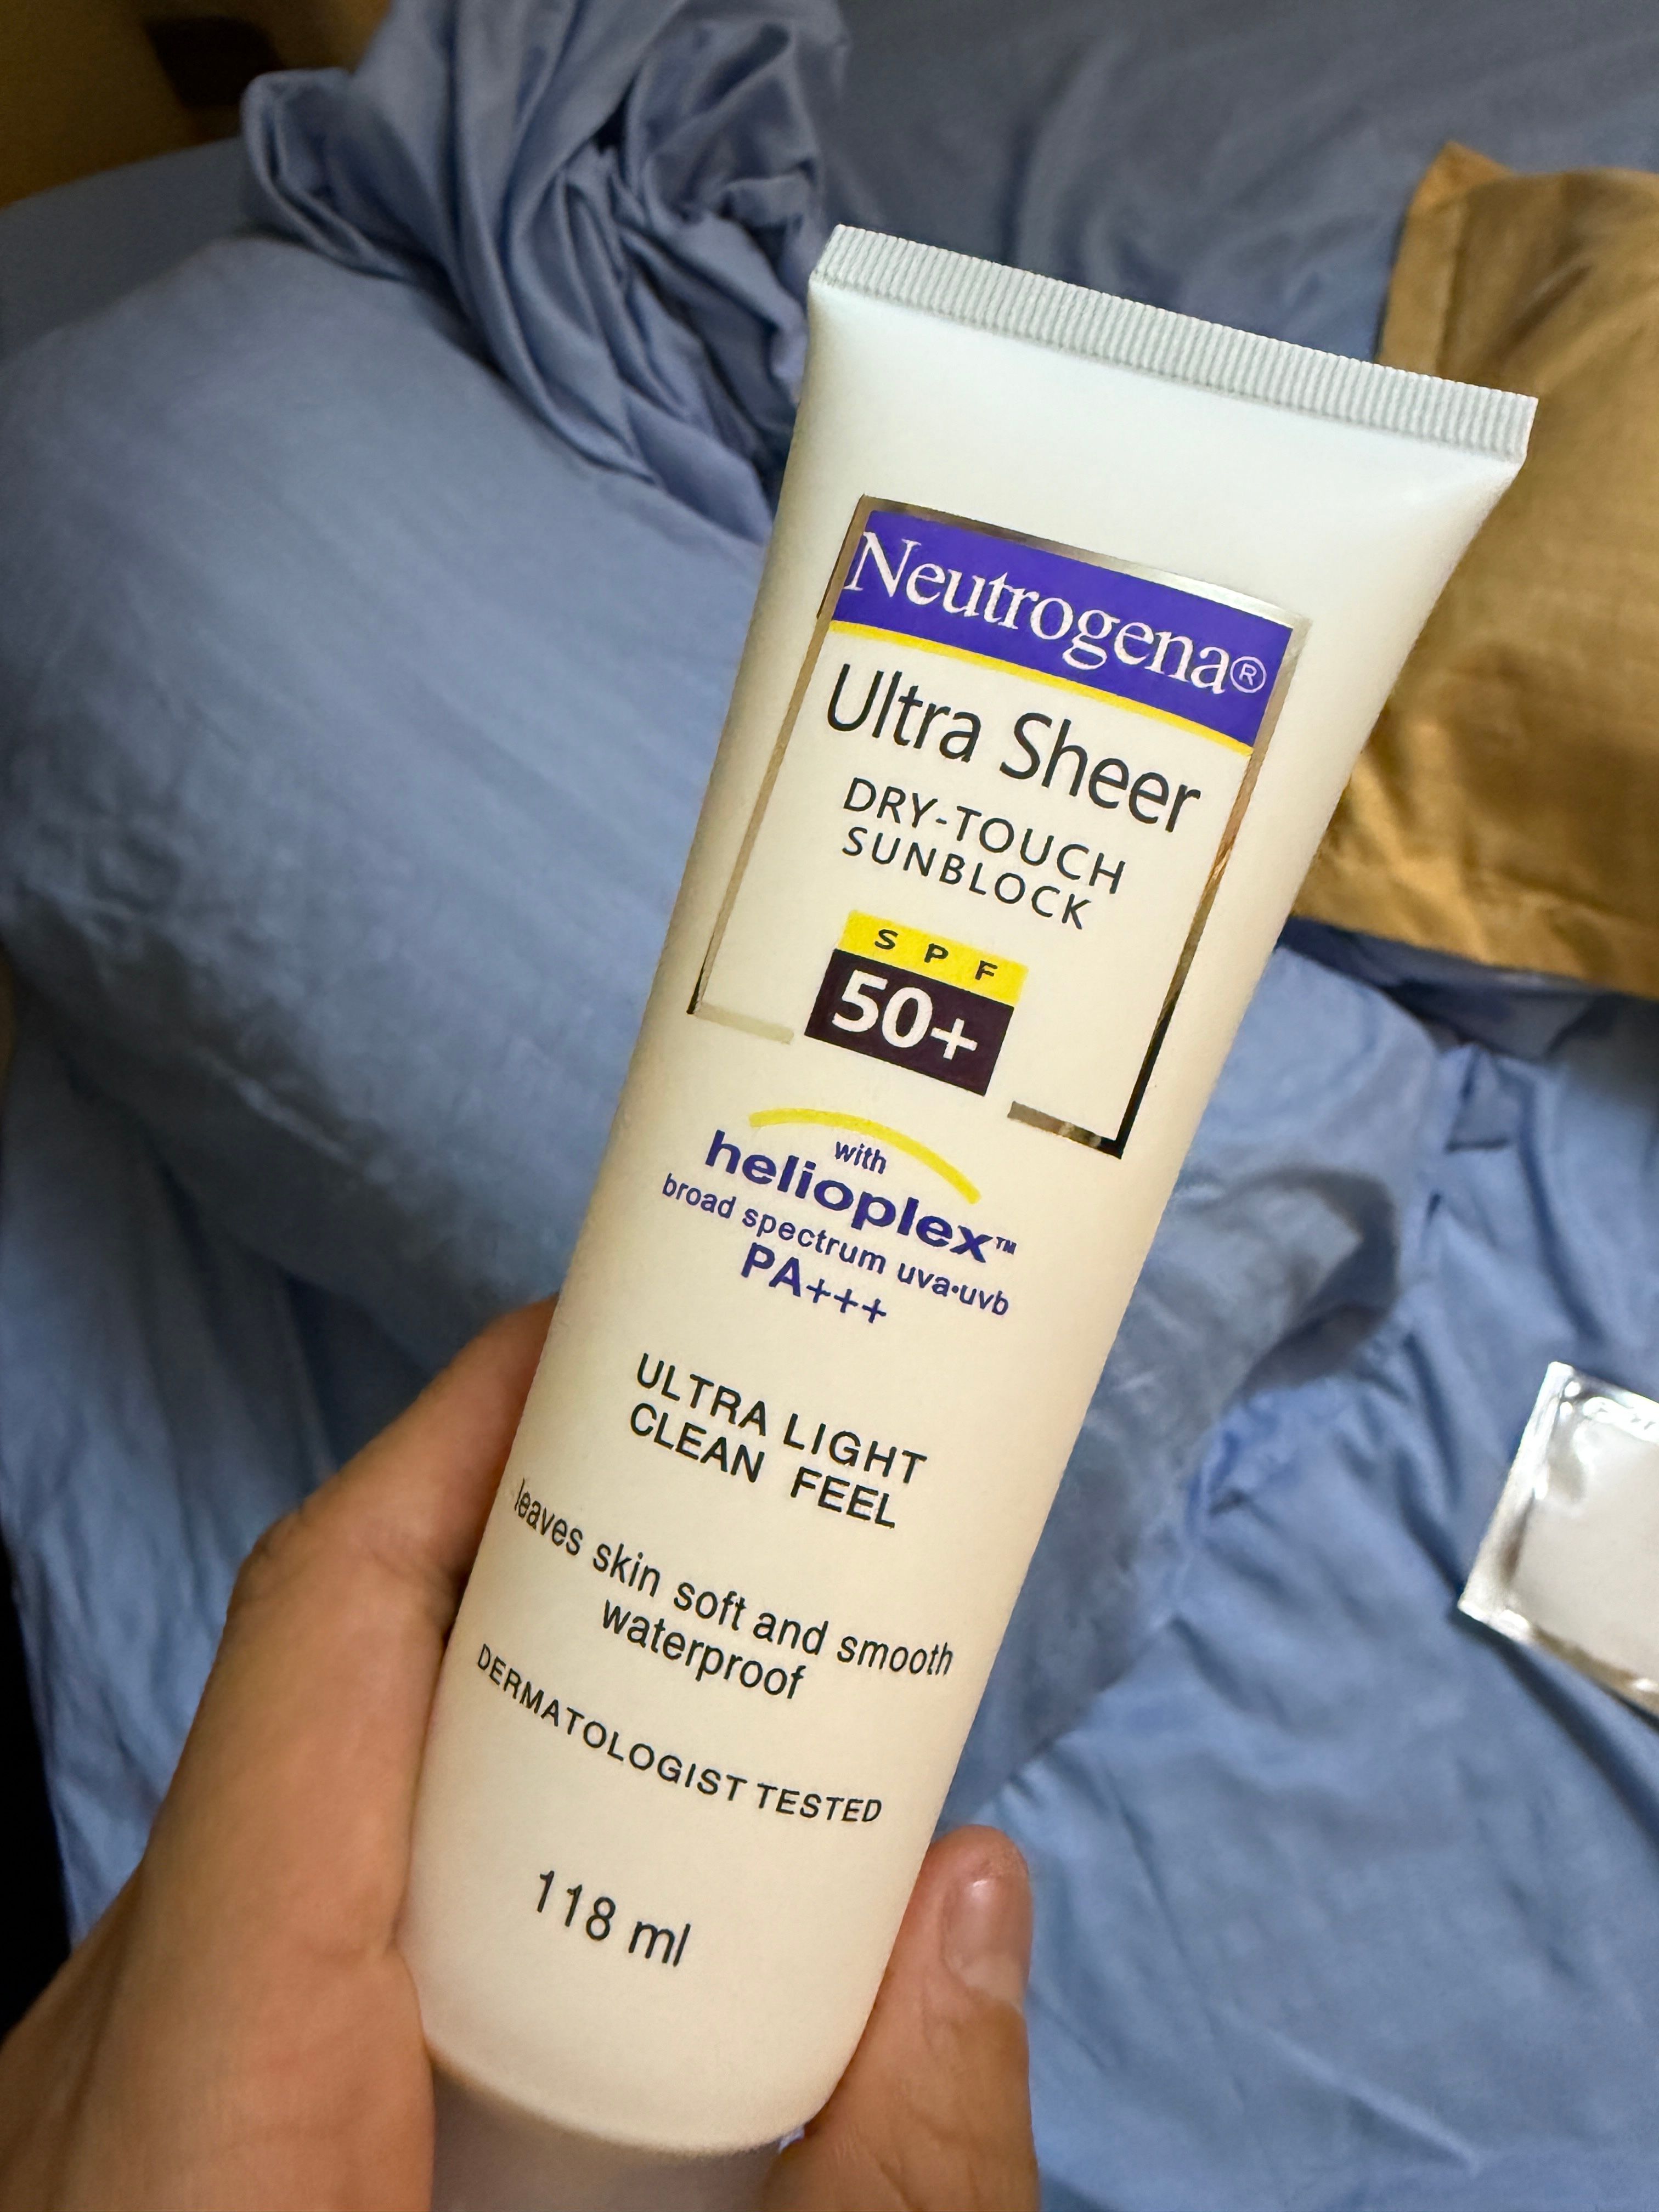 Neutrogena®
Ultra Sheer
DRY-TOUCH
SUNBLOCK
SPF
50+
with
helioplex™
broad spectrum uva•uvb
PA+++
ULTRA LIGHT
CLEAN FEEL
leaves skin soft and smooth
waterproof
DERMATOLOGIST TESTED
118 ml